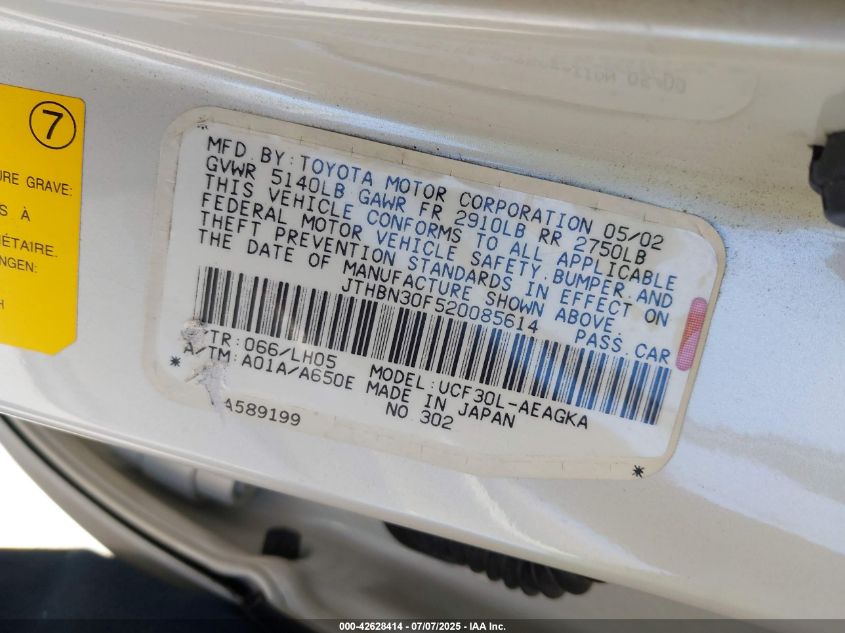 7
URE GRAVE:
S À
IÉTAIRE.
NGEN:
H
MFD BY: TOYOTA MOTOR CORPORATION 05/02
GVWR 5140LB GAWR FR 2910LB RR 2750LB
THIS VEHICLE CONFORMS TO ALL APPLICABLE
FEDERAL MOTOR VEHICLE SAFETY, BUMPER, AND
THEFT PREVENTION STANDARDS IN EFFECT ON
THE DATE OF MANUFACTURE SHOWN ABOVE.
JTHBN30F520085614 PASS.CAR
/TR: 066/LH05 MODEL: UCF30L-AEAGKA
A/TM: A01A/A650E MADE IN JAPAN
A589199 NO 302
000-42628414 / 07/07/2025 - IAA Inc.